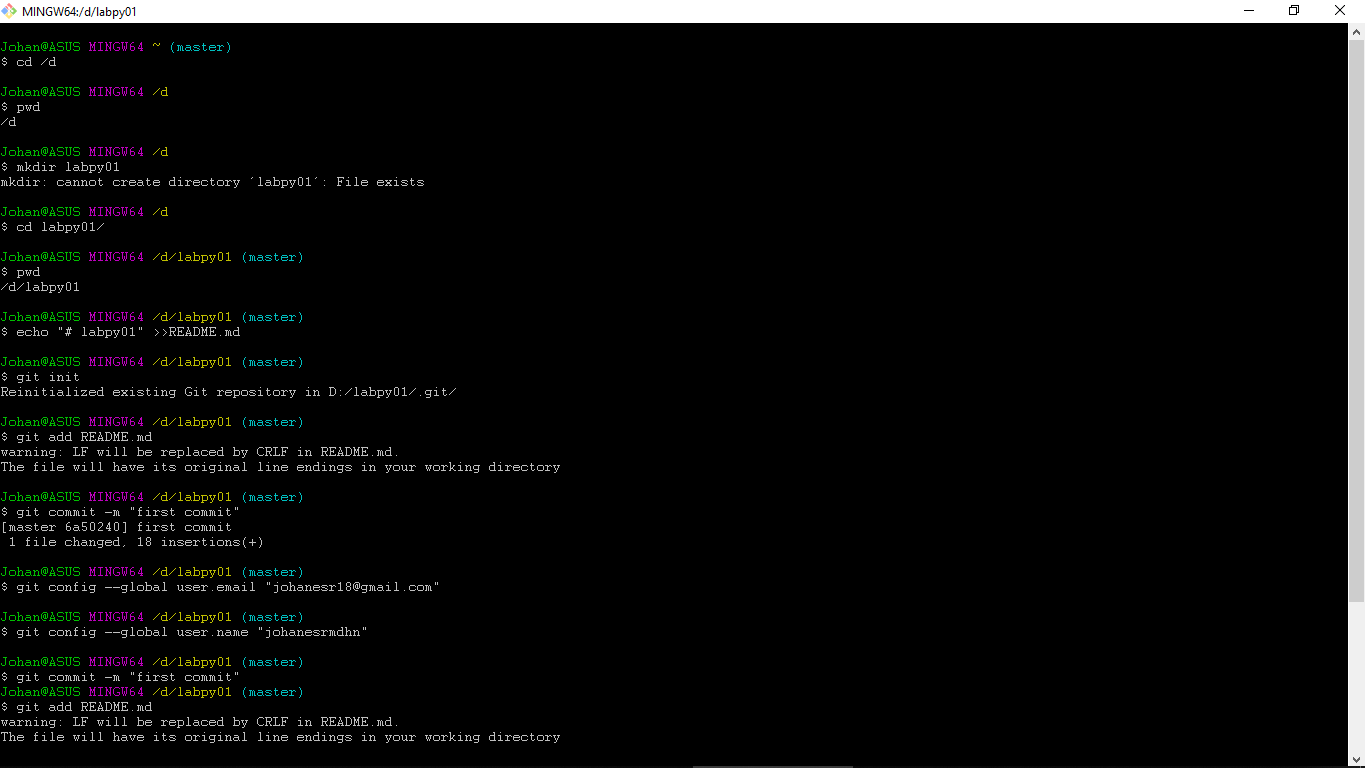 MINGW64:/d/labpy01
Johan@ASUS MINGW64 ~ (master)
$ cd /d
Johan@ASUS MINGW64 /d
$ pwd
/d
Johan@ASUS MINGW64 /d
$ mkdir labpy01
mkdir: cannot create directory ´labpy01´: File exists
Johan@ASUS MINGW64 /d
$ cd labpy01/
Johan@ASUS MINGW64 /d/labpy01 (master)
$ pwd
/d/labpy01
Johan@ASUS MINGW64 /d/labpy01 (master)
$ echo "# labpy01" >>README.md
Johan@ASUS MINGW64 /d/labpy01 (master)
$ git init
Reinitialized existing Git repository in D:/labpy01/.git/
Johan@ASUS MINGW64 /d/labpy01 (master)
$ git add README.md
warning: LF will be replaced by CRLF in README.md.
The file will have its original line endings in your working directory
Johan@ASUS MINGW64 /d/labpy01 (master)
$ git commit -m "first commit"
[master 6a50240] first commit
 1 file changed, 18 insertions(+)
Johan@ASUS MINGW64 /d/labpy01 (master)
$ git config --global user.email "johanesr18@gmail.com"
Johan@ASUS MINGW64 /d/labpy01 (master)
$ git config --global user.name "johanesrmdhn"
Johan@ASUS MINGW64 /d/labpy01 (master)
$ git commit -m "first commit"
Johan@ASUS MINGW64 /d/labpy01 (master)
$ git add README.md
warning: LF will be replaced by CRLF in README.md.
The file will have its original line endings in your working directory